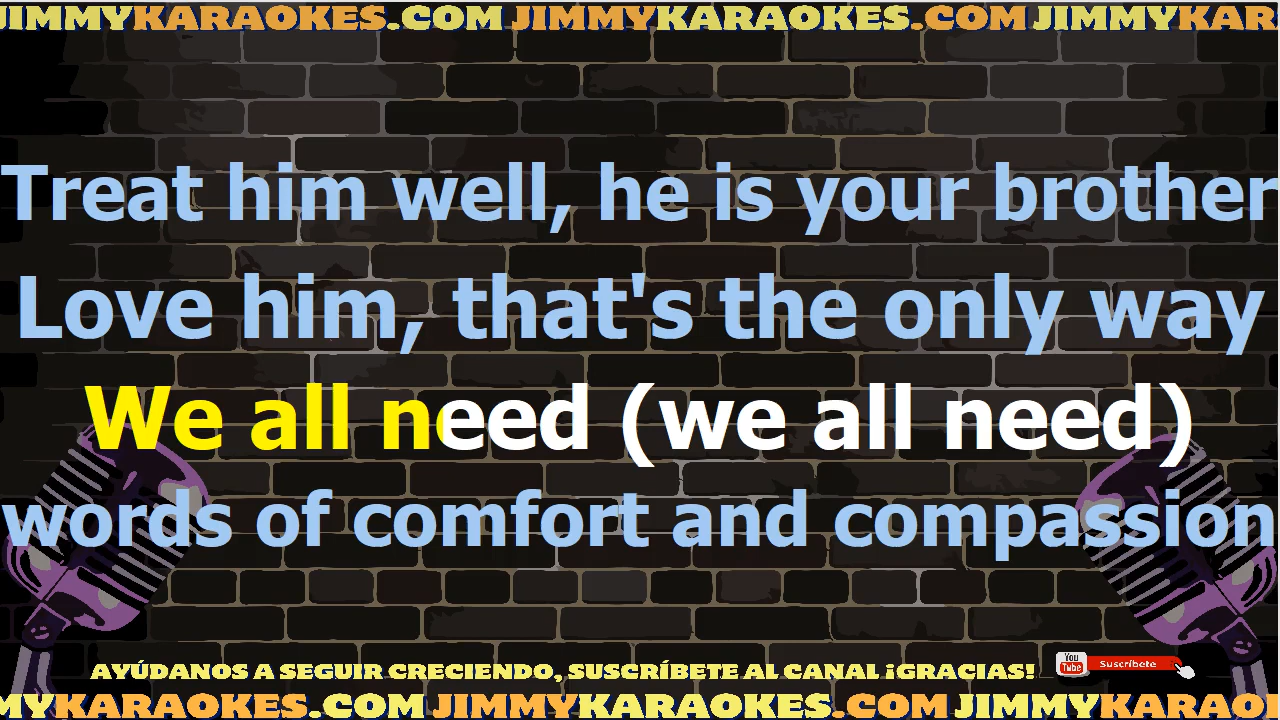 JIMMYKARAOKES.COM JIMMYKARAOKES.COM JIMMYKAR
Treat him well, he is your brother
Love him, that's the only way
We all need (we all need)
words of comfort and compassion
AYÚDANOS A SEGUIR CRECIENDO, SUSCRÍBETE AL CANAL ¡GRACIAS!
You Tube Suscríbete
MYKARAOKES.COM JIMMYKARAOKES.COM JIMMYKARAO